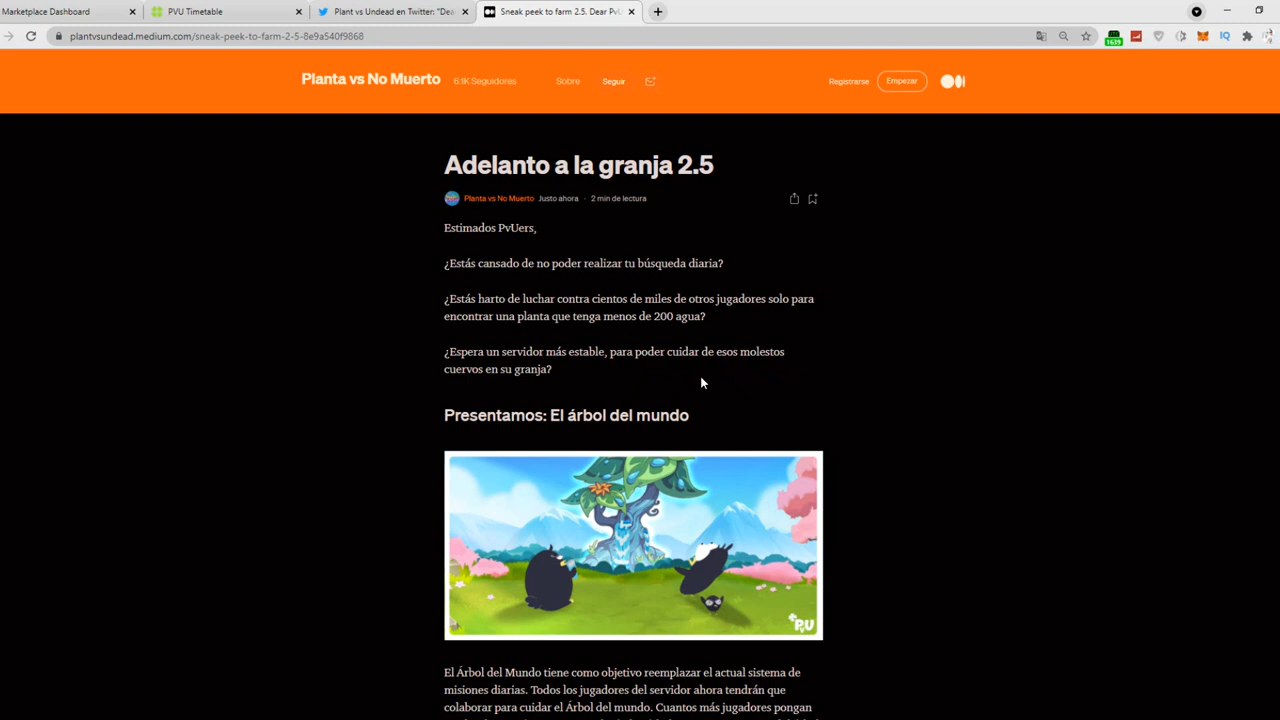 Marketplace Dashboard
PVU Timetable
Plant vs Undead en Twitter: "Dea
Sneak peek to farm 2.5. Dear PvU
plantvsundead.medium.com/sneak-peek-to-farm-2-5-8e9a540f9868
1639
IQ
Planta vs No Muerto
6.1K Seguidores
Sobre
Seguir
Registrarse
Empezar
Adelanto a la granja 2.5
Planta vs No Muerto Justo ahora · 2 min de lectura
Estimados PvUers,
¿Estás cansado de no poder realizar tu búsqueda diaria?
¿Estás harto de luchar contra cientos de miles de otros jugadores solo para
encontrar una planta que tenga menos de 200 agua?
¿Espera un servidor más estable, para poder cuidar de esos molestos
cuervos en su granja?
Presentamos: El árbol del mundo
PVU
El Árbol del Mundo tiene como objetivo reemplazar el actual sistema de
misiones diarias. Todos los jugadores del servidor ahora tendrán que
colaborar para cuidar el Árbol del mundo. Cuantos más jugadores pongan